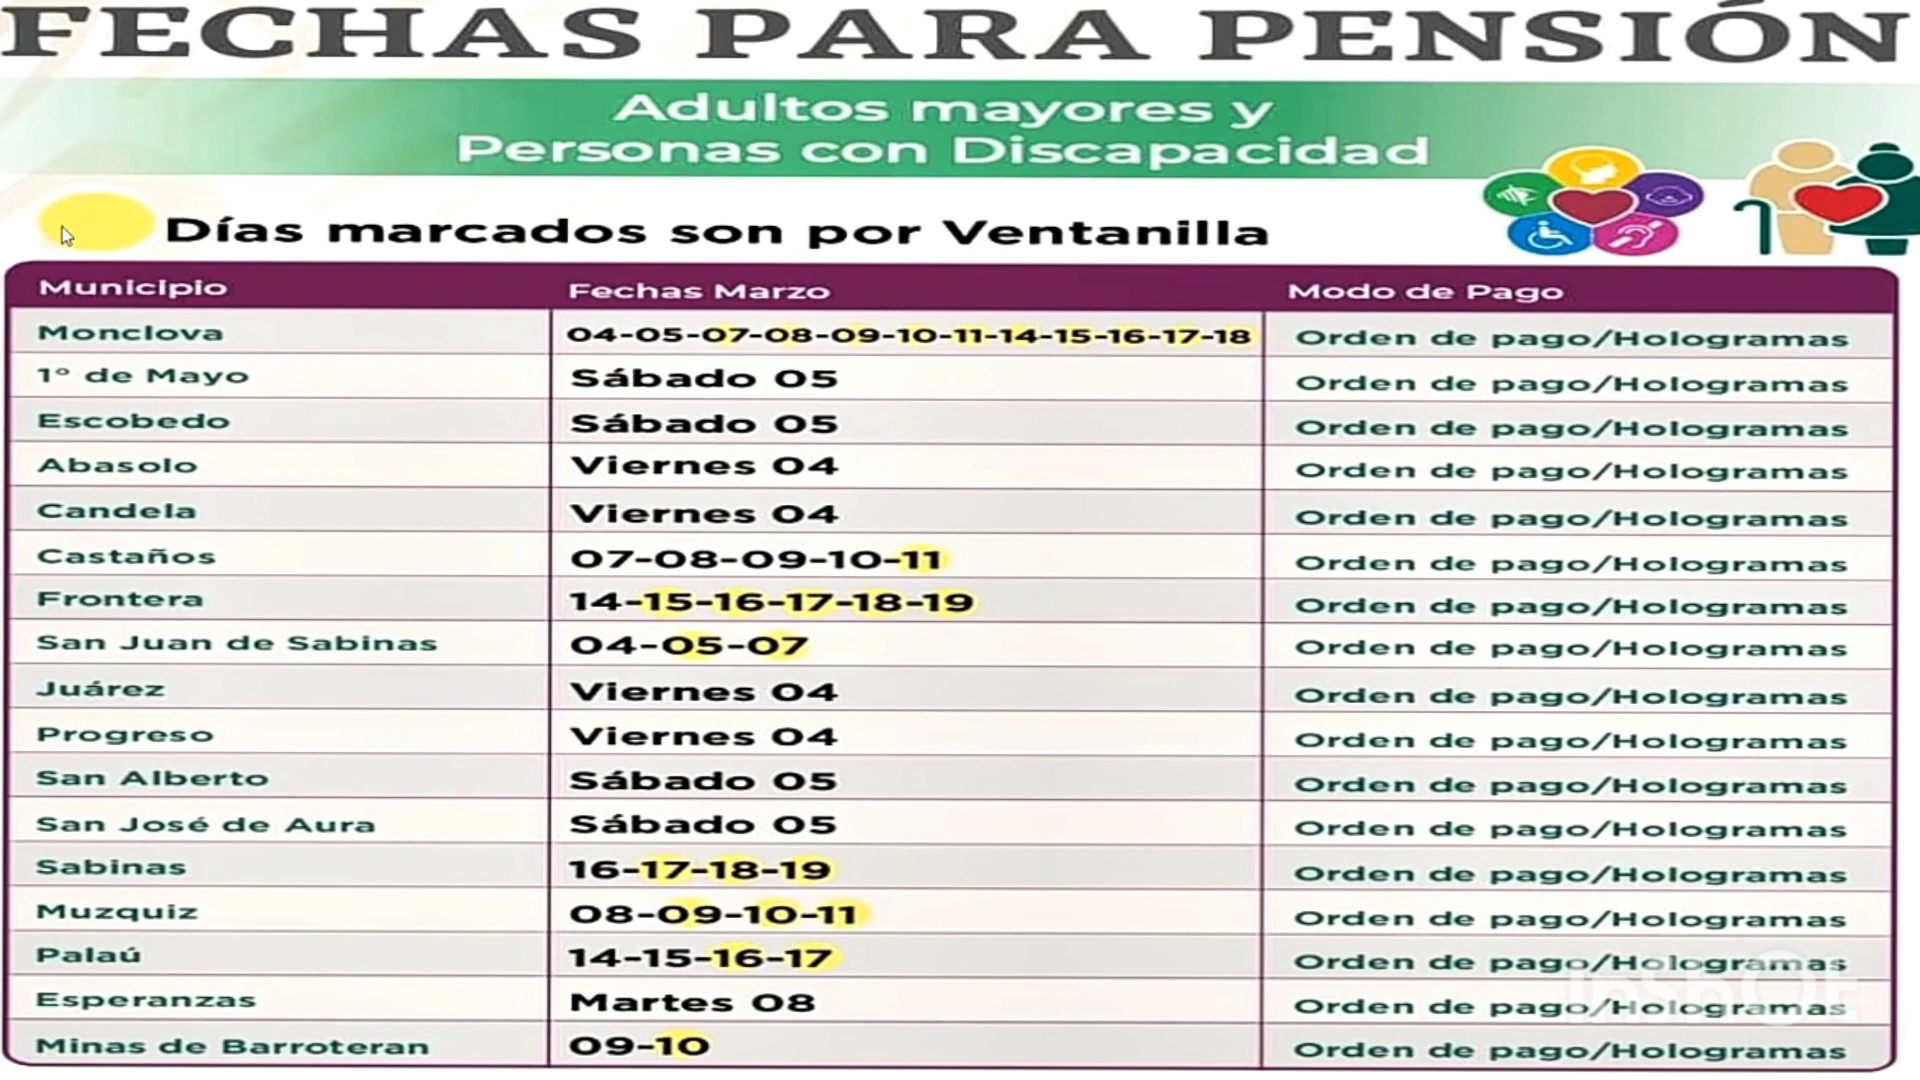 FECHAS PARA PENSIÓN
Adultos mayores y
Personas con Discapacidad
Días marcados son por Ventanilla
Municipio Fechas Marzo Modo de Pago
Monclova 04-05-07-08-09-10-11-14-15-16-17-18 Orden de pago/Hologramas
1° de Mayo Sábado 05 Orden de pago/Hologramas
Escobedo Sábado 05 Orden de pago/Hologramas
Abasolo Viernes 04 Orden de pago/Hologramas
Candela Viernes 04 Orden de pago/Hologramas
Castaños 07-08-09-10-11 Orden de pago/Hologramas
Frontera 14-15-16-17-18-19 Orden de pago/Hologramas
San Juan de Sabinas 04-05-07 Orden de pago/Hologramas
Juárez Viernes 04 Orden de pago/Hologramas
Progreso Viernes 04 Orden de pago/Hologramas
San Alberto Sábado 05 Orden de pago/Hologramas
San José de Aura Sábado 05 Orden de pago/Hologramas
Sabinas 16-17-18-19 Orden de pago/Hologramas
Muzquiz 08-09-10-11 Orden de pago/Hologramas
Palaú 14-15-16-17 Orden de pago/Hologramas
Esperanzas Martes 08 Orden de pago/Hologramas
Minas de Barroteran 09-10 Orden de pago/Hologramas